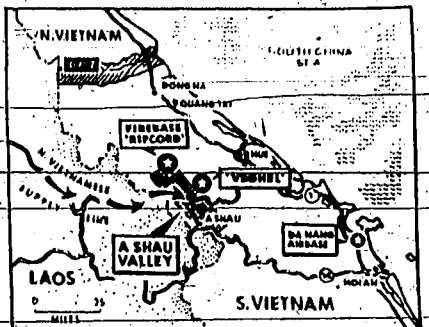 N. VIETNAM
SOUTH CHINA
SEA
DONG HA
QUANG TRI
FIREBASE
"RIPCORD"
HUE
"VEGHEL"
N. VIETNAMESE
SUPPLY
LINE
A SHAU
A SHAU
VALLEY
DA NANG
AIRBASE
HOI AN
LAOS
0 25
MILES
S. VIETNAM